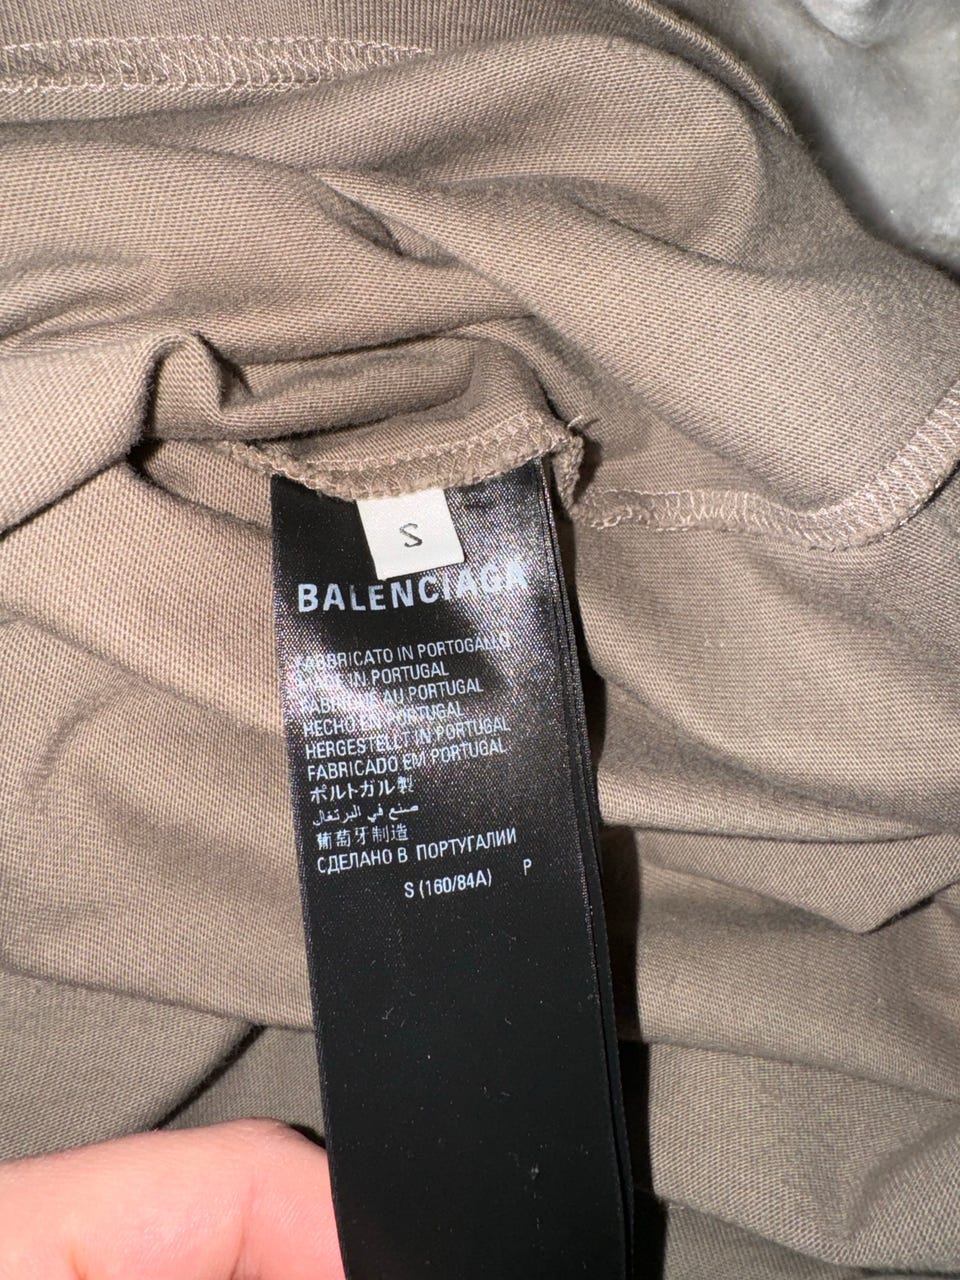 S
BALENCIAGA
FABBRICATO IN PORTOGALLO
MADE IN PORTUGAL
FABRIQUÉ AU PORTUGAL
HECHO EN PORTUGAL
HERGESTELLT IN PORTUGAL
FABRICADO EM PORTUGAL
ポルトガル製
صنع في البرتغال
葡萄牙制造
СДЕЛАНО В ПОРТУГАЛИИ
S (160/84A) P